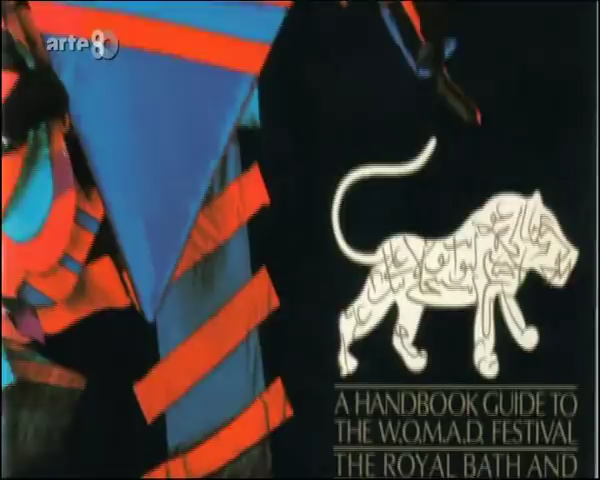 arte
A HANDBOOK GUIDE TO
THE W.O.M.A.D. FESTIVAL
THE ROYAL BATH AND